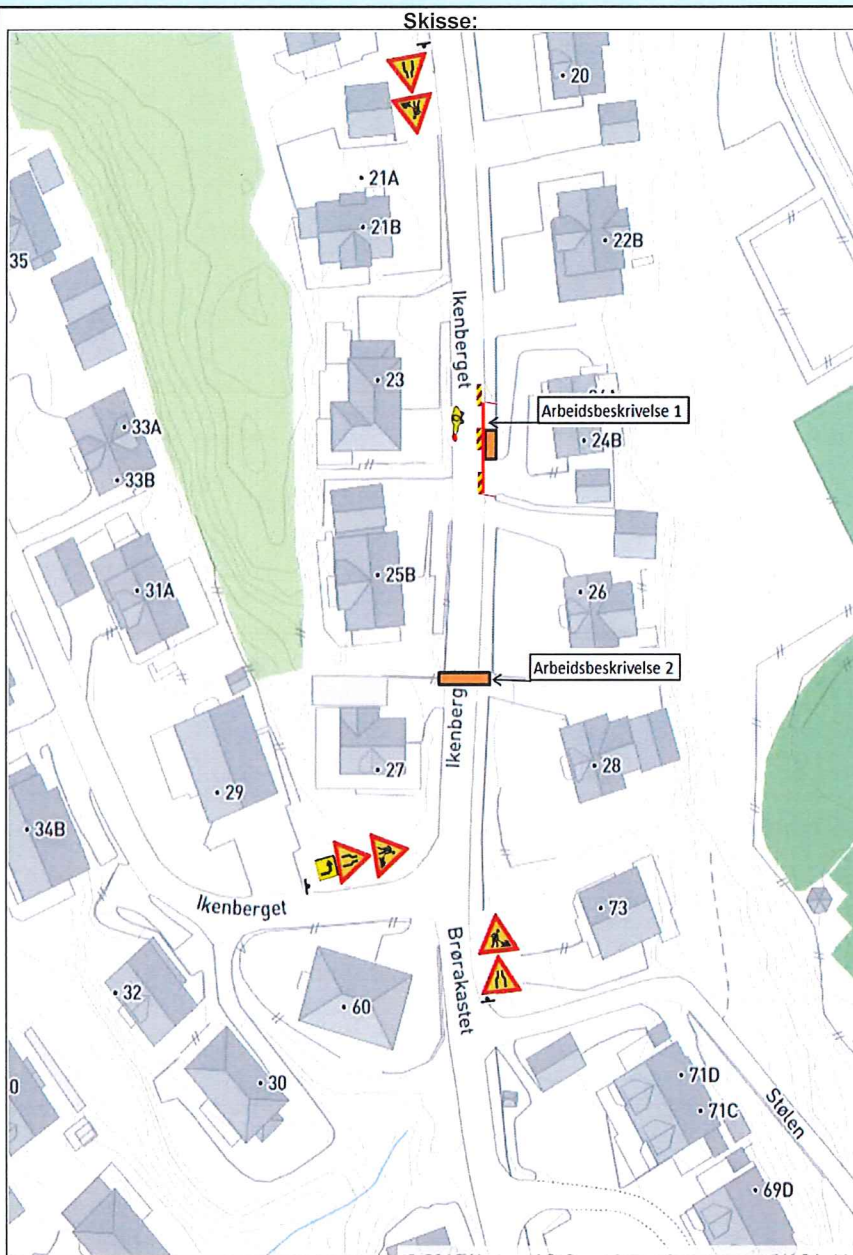 Skisse:
20
21A
21B
22B
35
Ikenberget
23
Arbeidsbeskrivelse 1
24B
33A
33B
25B
31A
26
Arbeidsbeskrivelse 2
27
28
29
34B
Ikenberget
73
Brørakastet
32
60
30
71D
71C
Stølen
69D